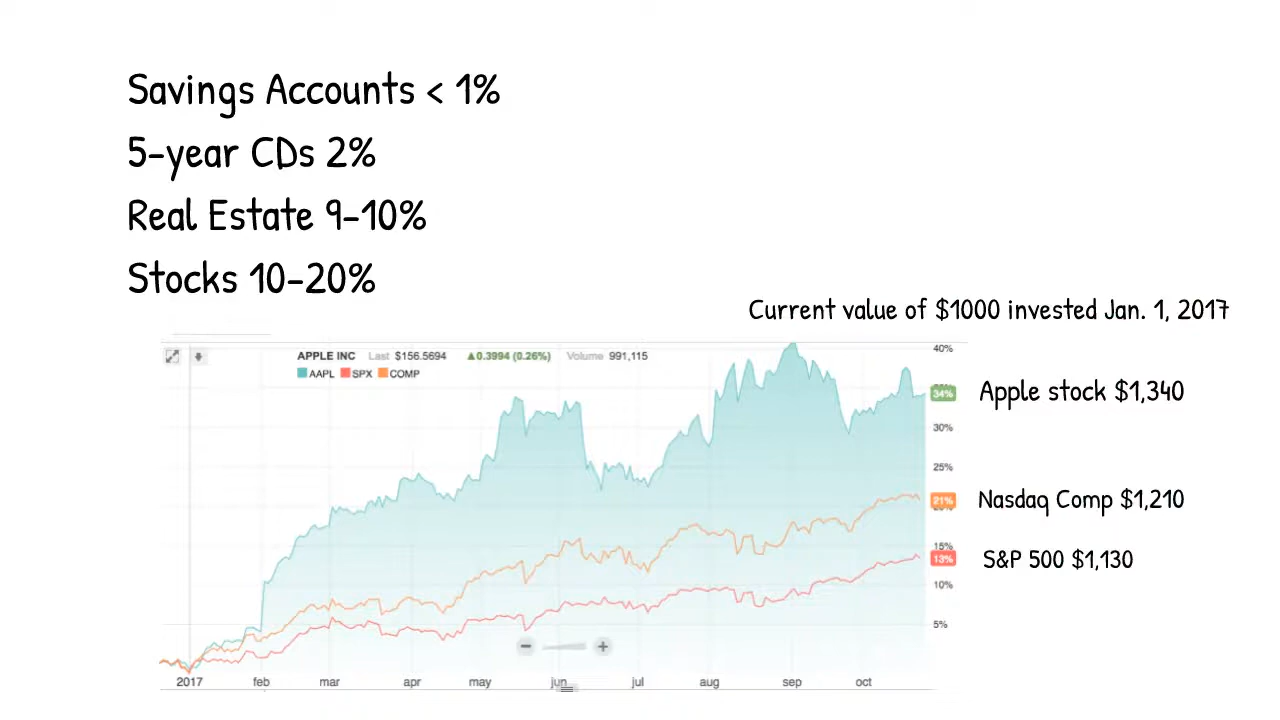 Savings Accounts < 1%
5-year CDs 2%
Real Estate 9-10%
Stocks 10-20%
Current value of $1000 invested Jan. 1, 2017
APPLE INC Last $156.5694 ▲0.3994 (0.26%) Volume 991,115
AAPL SPX COMP
40%
34% Apple stock $1,340
30%
25%
21% Nasdaq Comp $1,210
15%
13% S&P 500 $1,130
10%
5%
2017 feb mar apr may jun jul aug sep oct